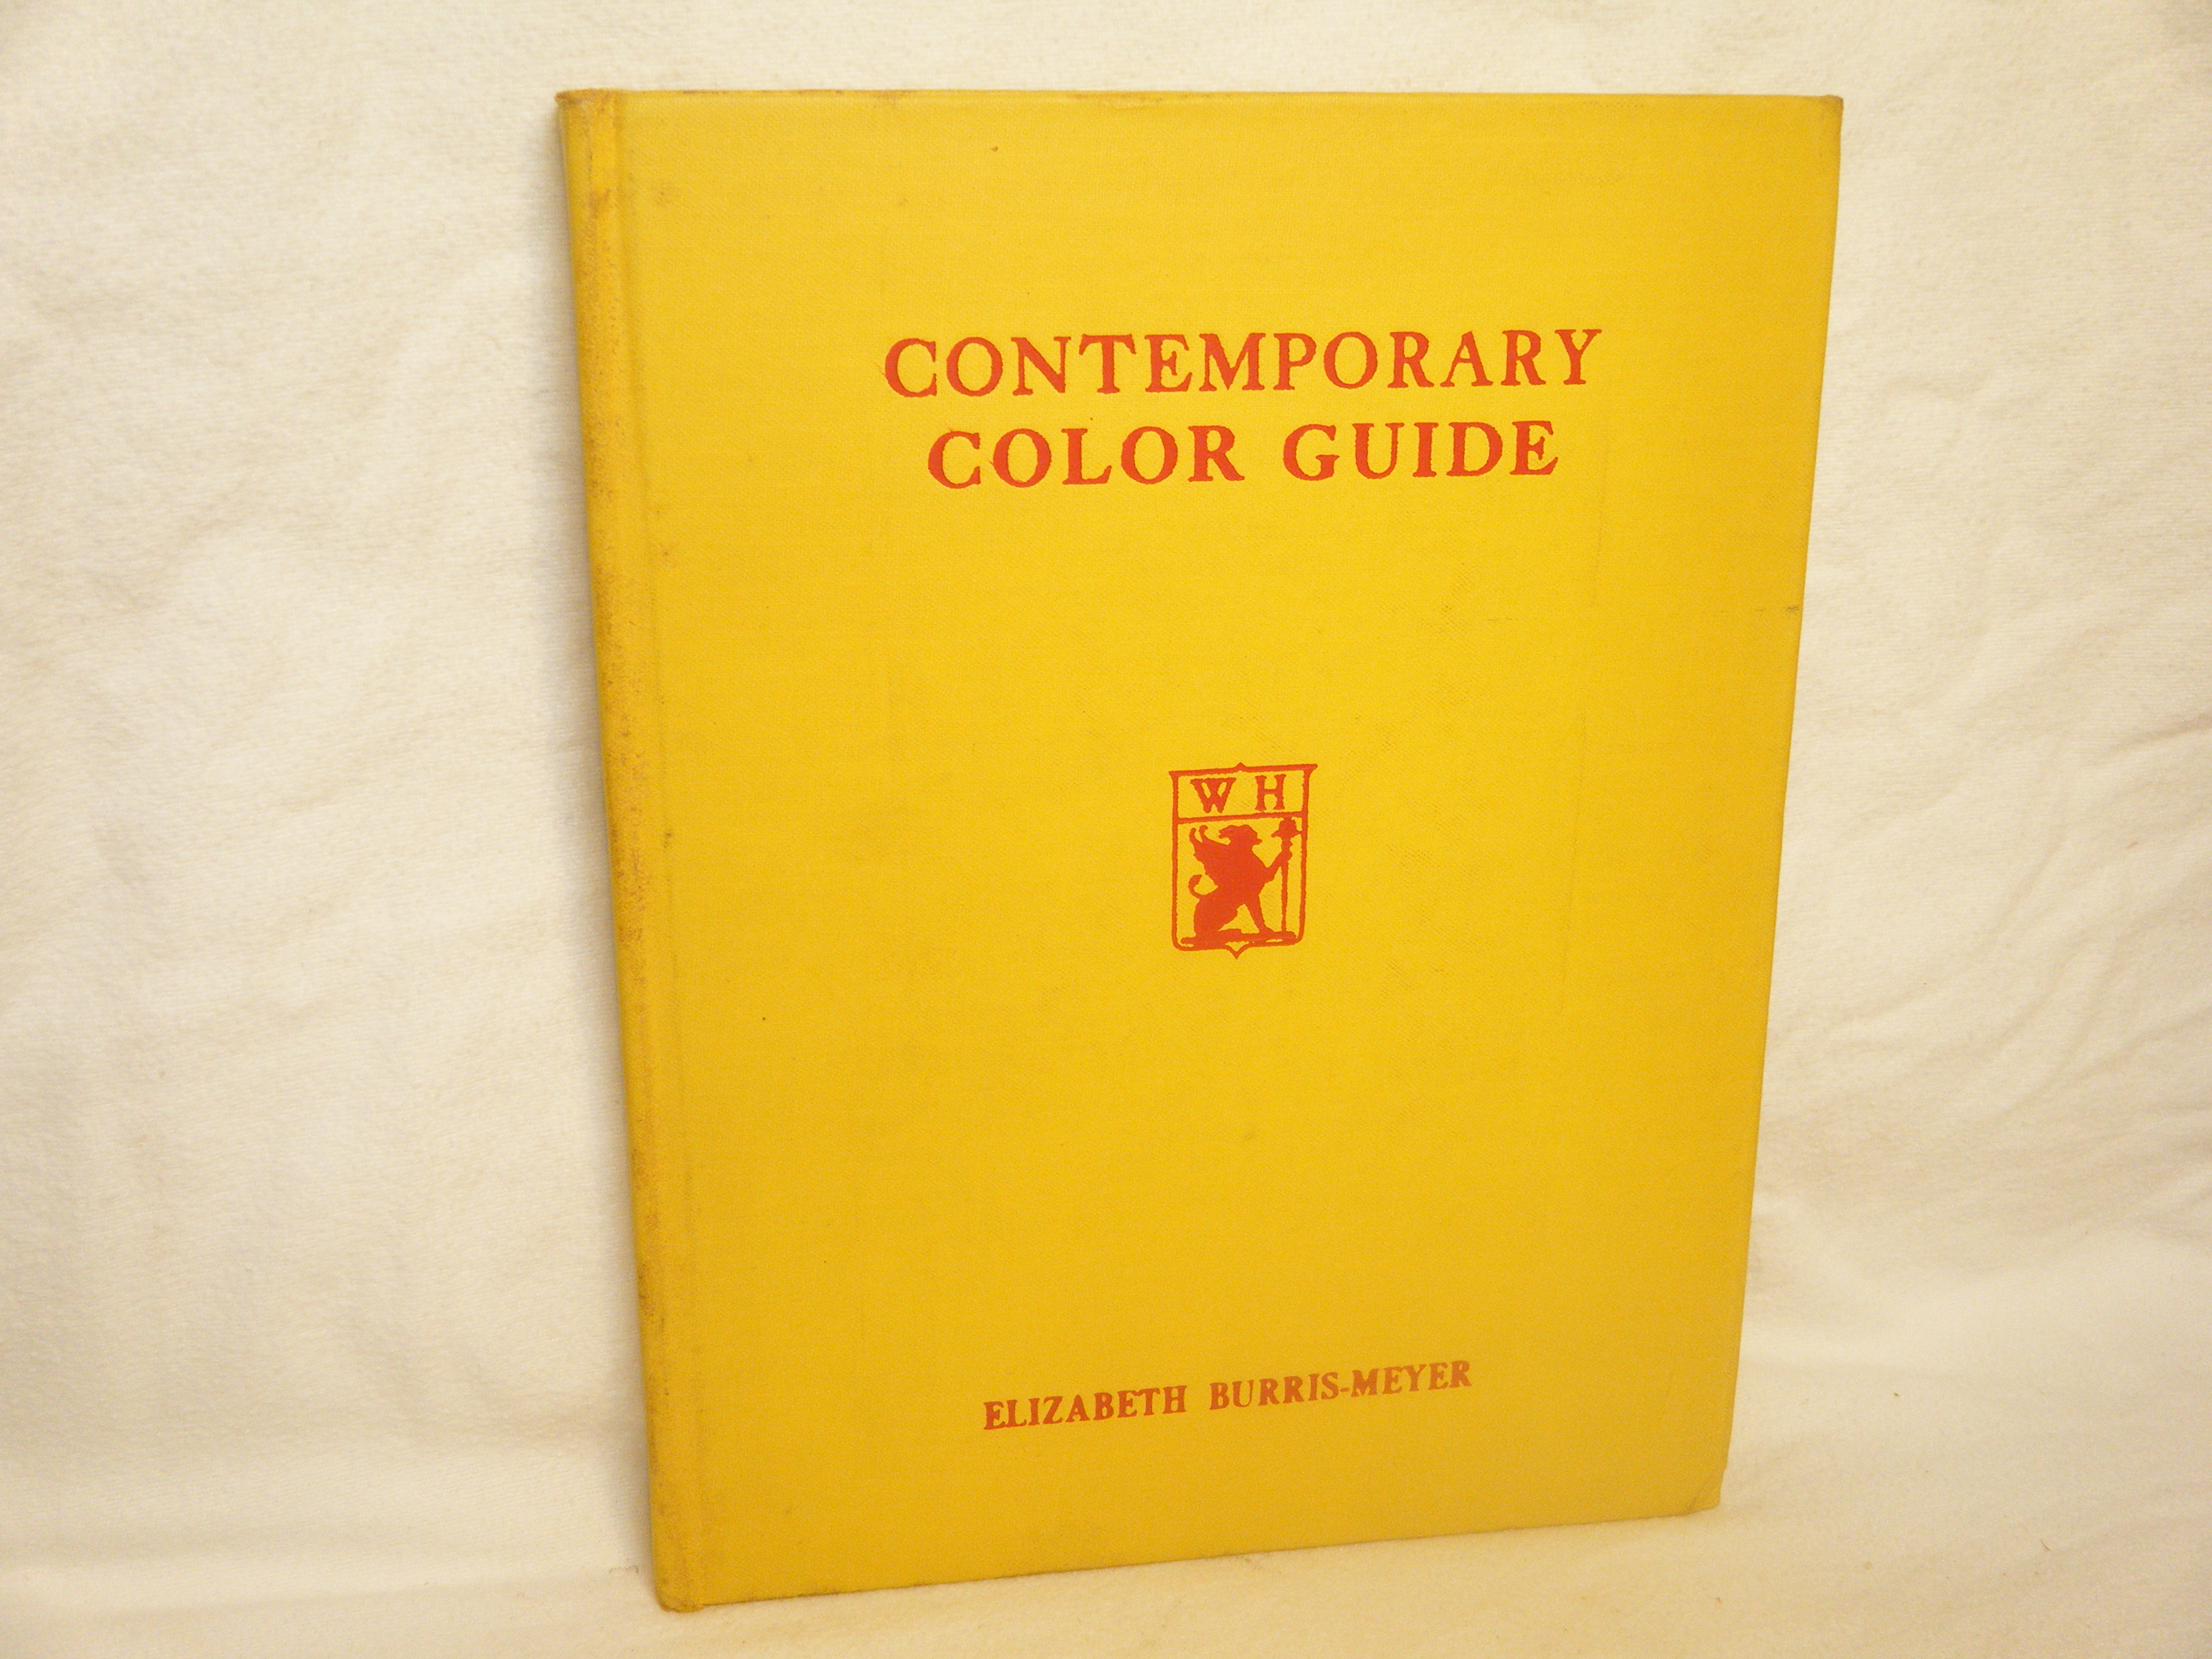 CONTEMPORARY
COLOR GUIDE
W H
ELIZABETH BURRIS-MEYER